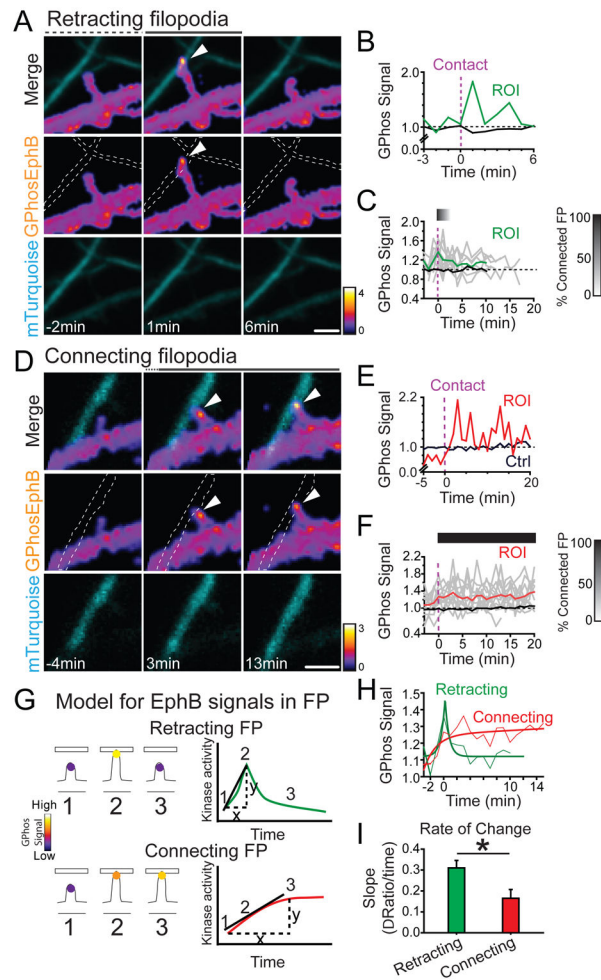 A Retracting filopodia
Merge
GPhosEphB
mTurquoise
-2min 1min 6min
4
0
B
Contact
ROI
GPhos Signal
2.0
1.0
0.0
-3 0 3 6
Time (min)
C
ROI
GPhos Signal
2.2
1.8
1.4
1.0
0.8
0.4
0 5 10 15 20
Time (min)
% Connected FP
100
50
0
D Connecting filopodia
Merge
GPhosEphB
mTurquoise
-4min 3min 13min
3
0
E
Contact
ROI
Ctrl
GPhos Signal
2.2
1.0
0.0
-5 0 10 20
Time (min)
F
ROI
GPhos Signal
2.2
1.8
1.4
1.0
0.4
0 5 10 15 20
Time (min)
% Connected FP
100
50
0
G Model for EphB signals in FP
Retracting FP
1 2 3
High
GPhos
Signal
Low
Kinase activity
1 2 3
x y
Time
Connecting FP
1 2 3
Kinase activity
1 2 3
x y
Time
H
Retracting
Connecting
GPhos Signal
1.5
1.4
1.3
1.2
1.1
1.0
-2 0 2 6 10 14
Time (min)
I
Rate of Change
*
Slope
(DRatio/time)
0.4
0.3
0.2
0.1
0.0
Retracting
Connecting